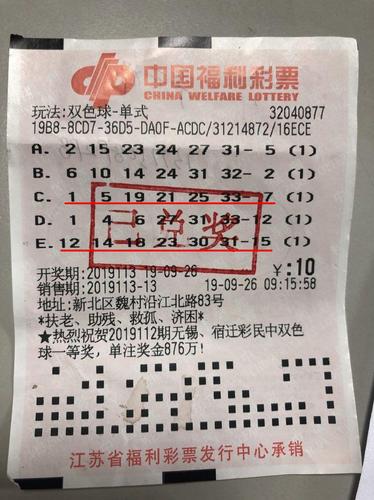 中国福利彩票
CHINA WELFARE LOTTERY
玩法:双色球-单式 32040877
19B8-8CD7-36D5-DA0F-ACDC/31214872/16ECE
A. 2 15 23 24 27 31- 5 (1)
B. 6 10 14 24 31 32- 2 (1)
C. 1 5 19 21 25 33- 7 (1)
D. 1 4 6 27 31 33-12 (1)
E. 12 14 18 23 30 31-15 (1)
已兑奖
开奖期:2019113 19-09-26 ¥:10
销售期:2019113-13 19-09-26 09:15:58
地址:新北区魏村沿江北路83号
*扶老、助残、救孤、济困*
★热烈祝贺2019112期无锡、宿迁彩民中双色
球一等奖,单注奖金876万!
江苏省福利彩票发行中心承销